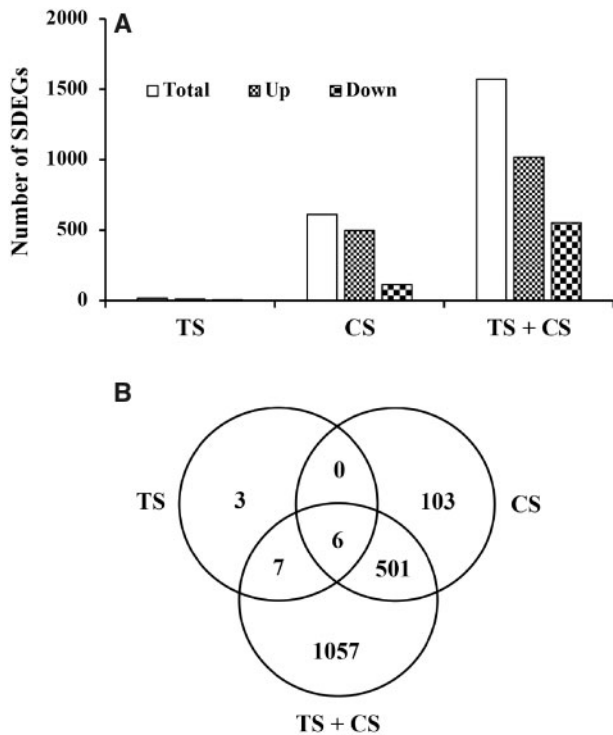 A
2000
1500
1000
500
0
Number of SDEGs
Total Up Down
TS CS TS + CS
B
TS
CS
0
3
103
6
7
501
1057
TS + CS